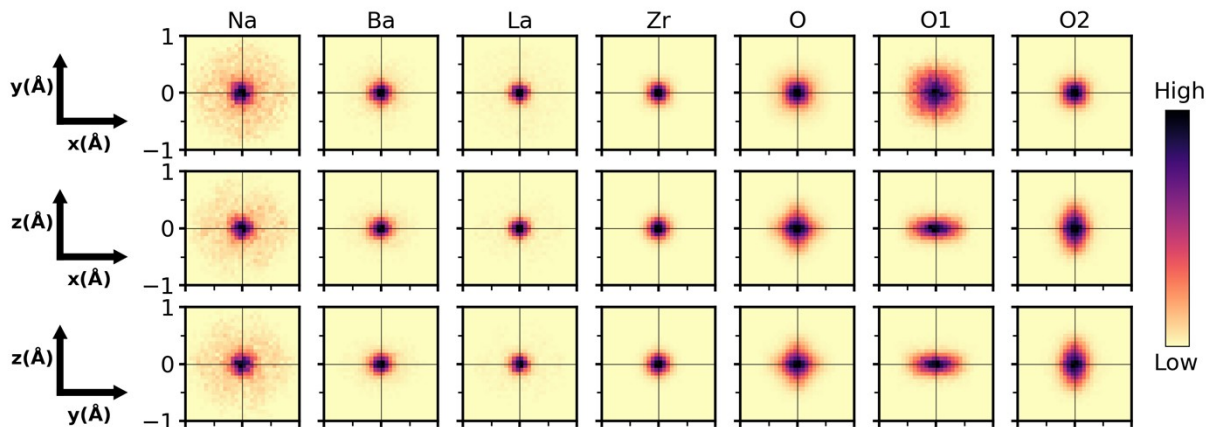 Na Ba La Zr O O1 O2
1
y(Å) 0
High
x(Å)
−1
1
z(Å) 0
x(Å)
−1
1
z(Å) 0
Low
y(Å)
−1